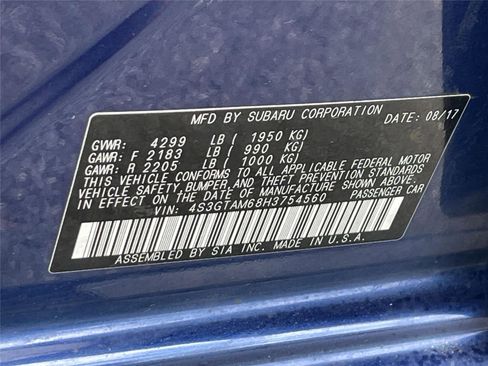 MFD BY SUBARU CORPORATION DATE: 08/17
GVWR: 4299 LB ( 1950 KG)
GAWR: F 2183 LB ( 990 KG)
GAWR: R 2205 LB ( 1000 KG)
THIS VEHICLE CONFORMS TO ALL APPLICABLE FEDERAL MOTOR
VEHICLE SAFETY, BUMPER, AND THEFT PREVENTION STANDARDS
IN EFFECT ON THE DATE OF MANUFACTURE SHOWN ABOVE.
VIN: 4S3GTAM68H3754560 PASSENGER CAR
ASSEMBLED BY SIA INC. MADE IN U.S.A.